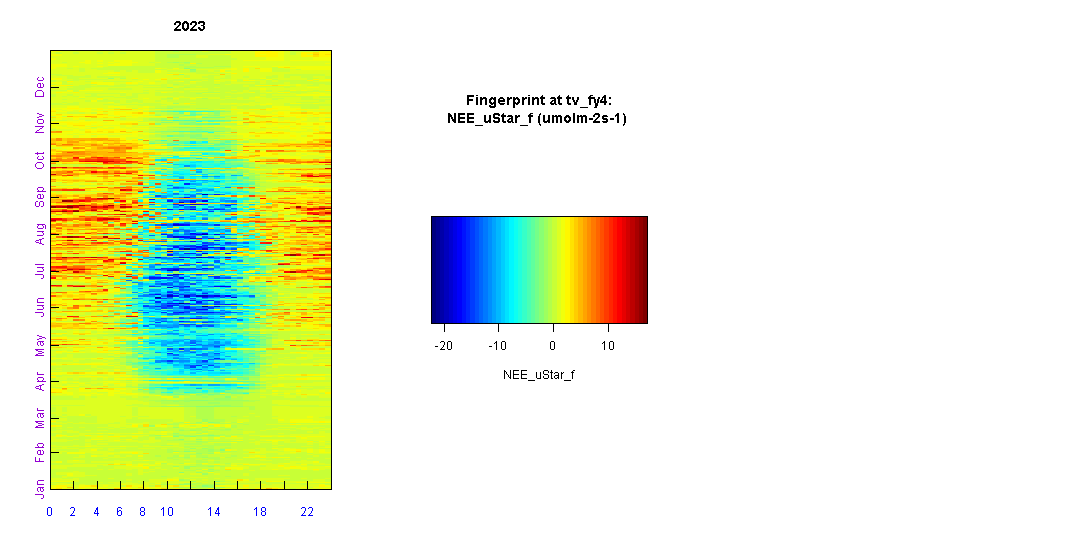 2023
Dec
Nov
Oct
Sep
Aug
Jul
Jun
May
Apr
Mar
Feb
Jan
0 2 4 6 8 10 14 18 22
Fingerprint at tv_fy4:
NEE_uStar_f (umolm-2s-1)
-20 -10 0 10
NEE_uStar_f